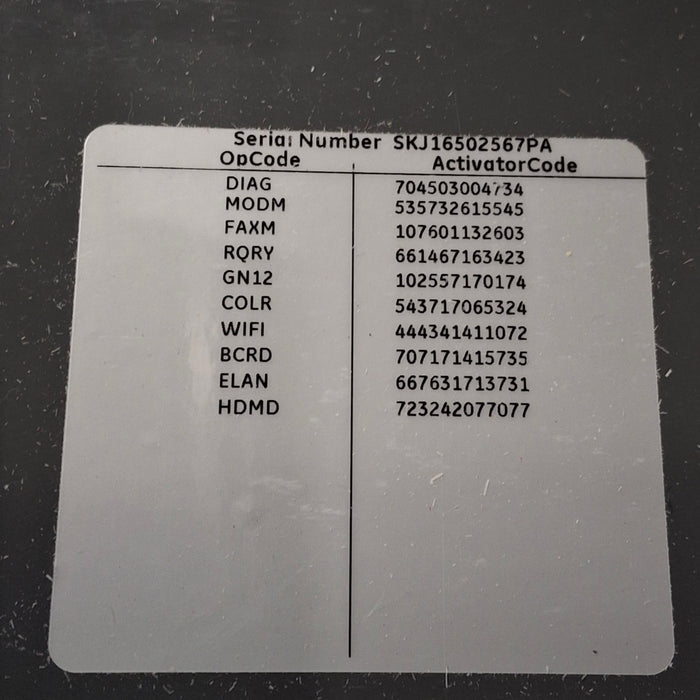 Serial Number SKJ16502567PA
OpCode ActivatorCode
DIAG 704503004734
MODM 535732615545
FAXM 107601132603
RQRY 661467163423
GN12 102557170174
COLR 543717065324
WIFI 444341411072
BCRD 707171415735
ELAN 667631713731
HDMD 723242077077